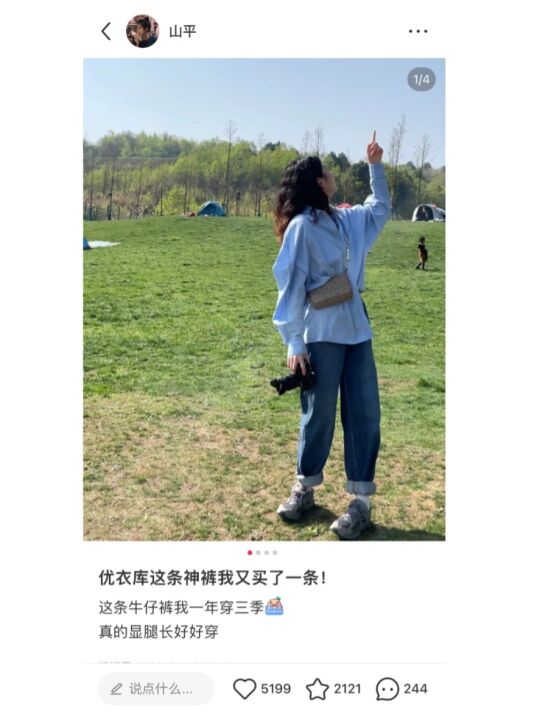 山平
1/4
优衣库这条神裤我又买了一条！
这条牛仔裤我一年穿三季
真的显腿长好好穿
说点什么...
5199
2121
244